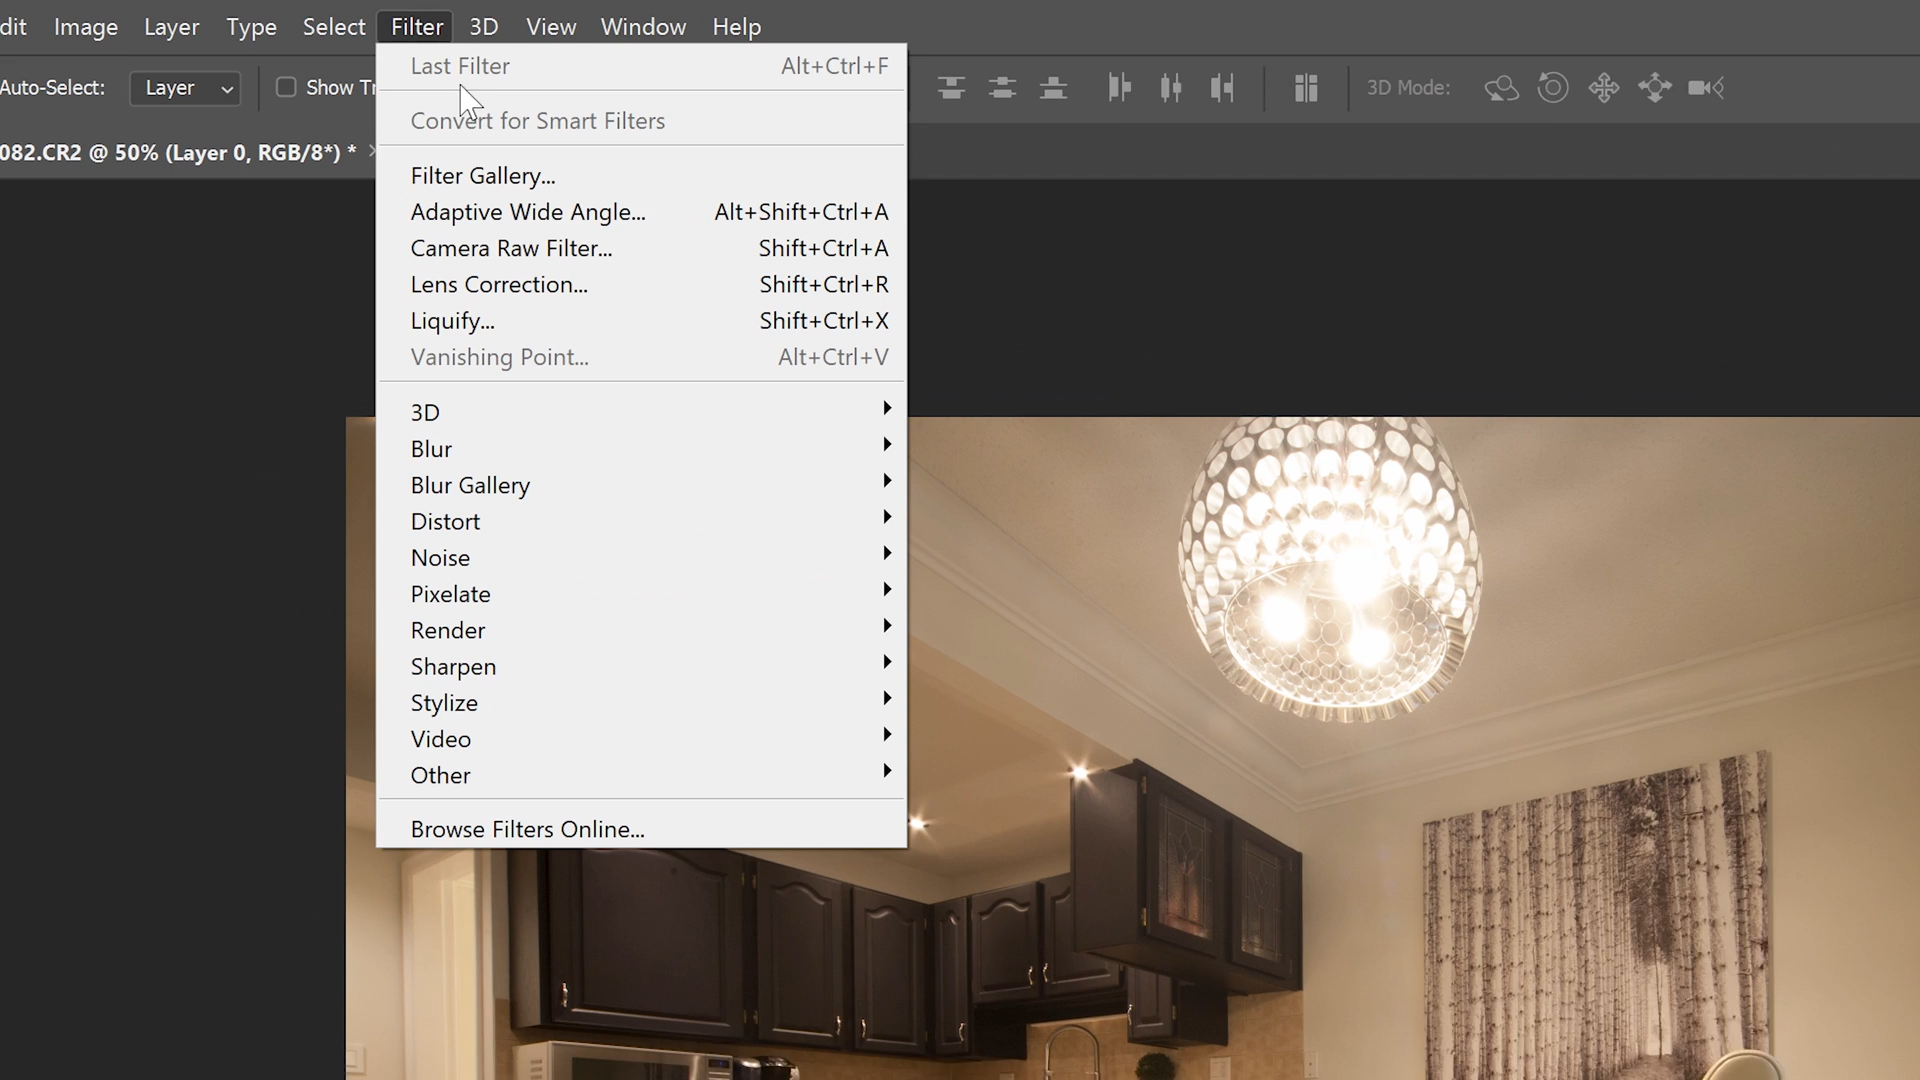 dit Image Layer Type Select Filter 3D View Window Help
Auto-Select: Layer Show Tr 3D Mode:
082.CR2 @ 50% (Layer 0, RGB/8*) *
Last Filter Alt+Ctrl+F
Convert for Smart Filters
Filter Gallery...
Adaptive Wide Angle... Alt+Shift+Ctrl+A
Camera Raw Filter... Shift+Ctrl+A
Lens Correction... Shift+Ctrl+R
Liquify... Shift+Ctrl+X
Vanishing Point... Alt+Ctrl+V
3D
Blur
Blur Gallery
Distort
Noise
Pixelate
Render
Sharpen
Stylize
Video
Other
Browse Filters Online...